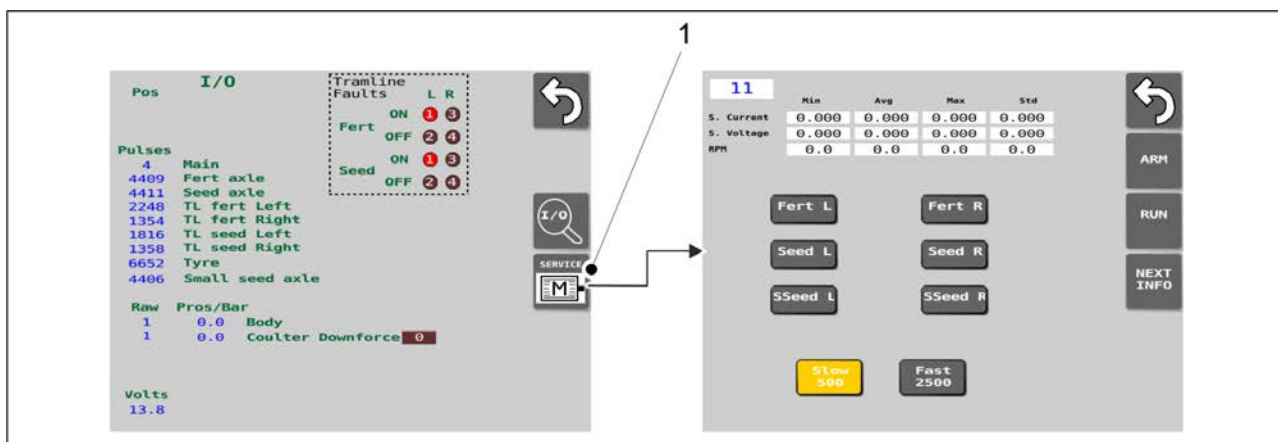 1
I/O
Pos
Tramline
Faults L R
Fert ON 1 3
OFF 2 4
Seed ON 1 3
OFF 2 4
Pulses
4 Main
4409 Fert axle
4411 Seed axle
2248 TL fert Left
1354 TL fert Right
1816 TL seed Left
1358 TL seed Right
6652 Tyre
4406 Small seed axle
Raw Pros/Bar
1 0.0 Body
1 0.0 Coulter Downforce 0
Volts
13.8
I/O
SERVICE
M
11
Min Avg Max Std
S. Current 0.000 0.000 0.000 0.000
S. Voltage 0.000 0.000 0.000 0.000
RPM 0.0 0.0 0.0 0.0
Fert L Fert R
Seed L Seed R
SSeed L SSeed R
Slow
500
Fast
2500
ARM
RUN
NEXT
INFO